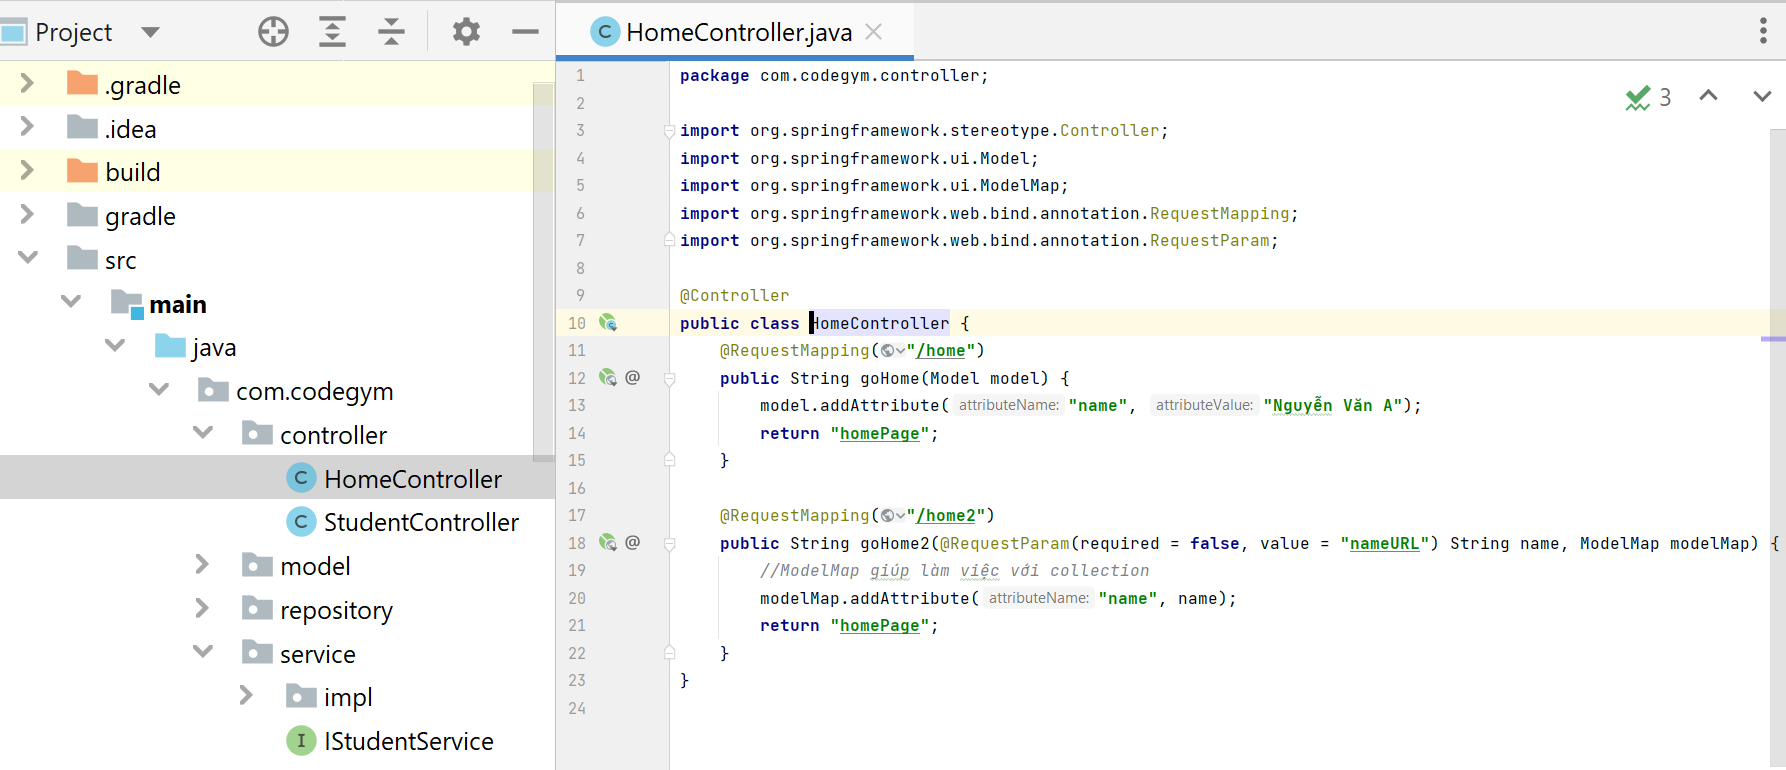 Project
.gradle
.idea
build
gradle
src
main
java
com.codegym
controller
C HomeController
C StudentController
model
repository
service
impl
I IStudentService
C HomeController.java
3
1 package com.codegym.controller;
2
3 import org.springframework.stereotype.Controller;
4 import org.springframework.ui.Model;
5 import org.springframework.ui.ModelMap;
6 import org.springframework.web.bind.annotation.RequestMapping;
7 import org.springframework.web.bind.annotation.RequestParam;
8
9 @Controller
10 public class HomeController {
11 @RequestMapping("/home")
12 @ public String goHome(Model model) {
13 model.addAttribute( attributeName: "name", attributeValue: "Nguyễn Văn A");
14 return "homePage";
15 }
16
17 @RequestMapping("/home2")
18 @ public String goHome2(@RequestParam(required = false, value = "nameURL") String name, ModelMap modelMap) {
19 //ModelMap giúp làm việc với collection
20 modelMap.addAttribute( attributeName: "name", name);
21 return "homePage";
22 }
23 }
24